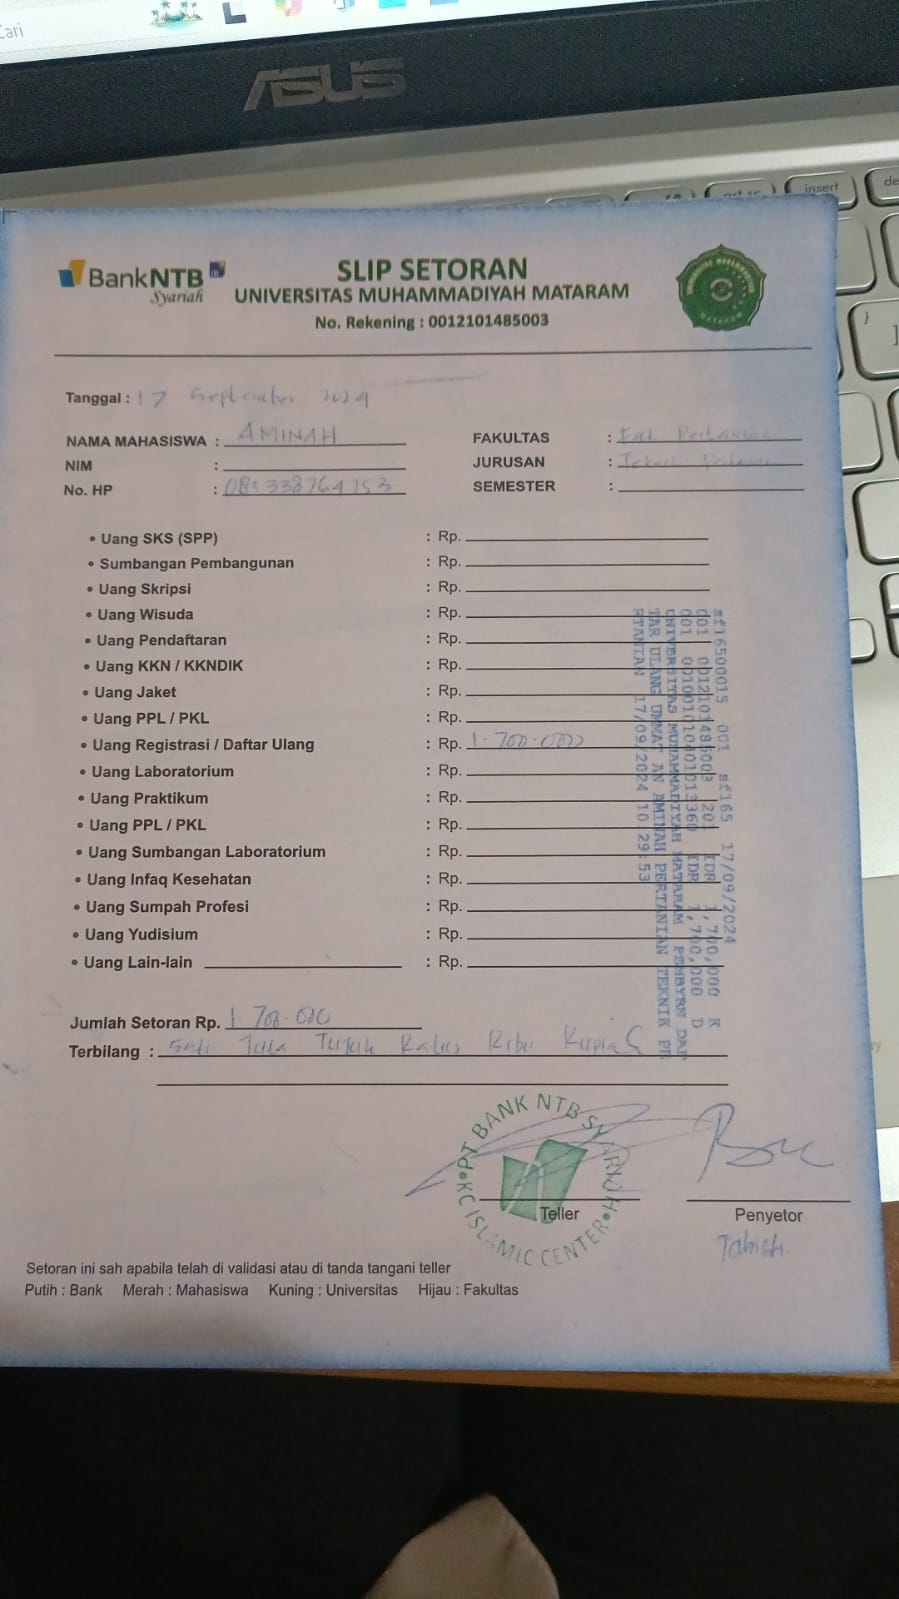 Cari
ASUS
insert
BankNTB
Syariah
SLIP SETORAN
UNIVERSITAS MUHAMMADIYAH MATARAM
No. Rekening : 0012101485003
Tanggal : 17 September 2024
NAMA MAHASISWA : AMINAH
NIM :
No. HP : 085338764753
FAKULTAS : Fak Pertanian
JURUSAN : Teknik Pertanian
SEMESTER :
• Uang SKS (SPP) : Rp.
• Sumbangan Pembangunan : Rp.
• Uang Skripsi : Rp.
• Uang Wisuda : Rp.
• Uang Pendaftaran : Rp.
• Uang KKN / KKNDIK : Rp.
• Uang Jaket : Rp.
• Uang PPL / PKL : Rp.
• Uang Registrasi / Daftar Ulang : Rp. 1.700.000
• Uang Laboratorium : Rp.
• Uang Praktikum : Rp.
• Uang PPL / PKL : Rp.
• Uang Sumbangan Laboratorium : Rp.
• Uang Infaq Kesehatan : Rp.
• Uang Sumpah Profesi : Rp.
• Uang Yudisium : Rp.
• Uang Lain-lain : Rp.
sf16500015 001 sf165 17/09/2024
001 0012101485003 201 IDR 1,700,000 K
001 001001010401013360 IDR 1,700,000 D
UNIVERSITAS MUHAMMADIYAH MATARAM PEMBYRN DAF
TAR ULANG UMMAT AN AMINAH PERTANIAN TEKNIK PE
RTANIAN 17/09/2024 10:29:53
Jumlah Setoran Rp. 1 700.000
Terbilang : Satu Juta Tujuh Ratus Ribu Rupiah
PT BANK NTB SYARIAH
KC ISLAMIC CENTER
Teller
Penyetor
Setoran ini sah apabila telah di validasi atau di tanda tangani teller
Putih : Bank Merah : Mahasiswa Kuning : Universitas Hijau : Fakultas